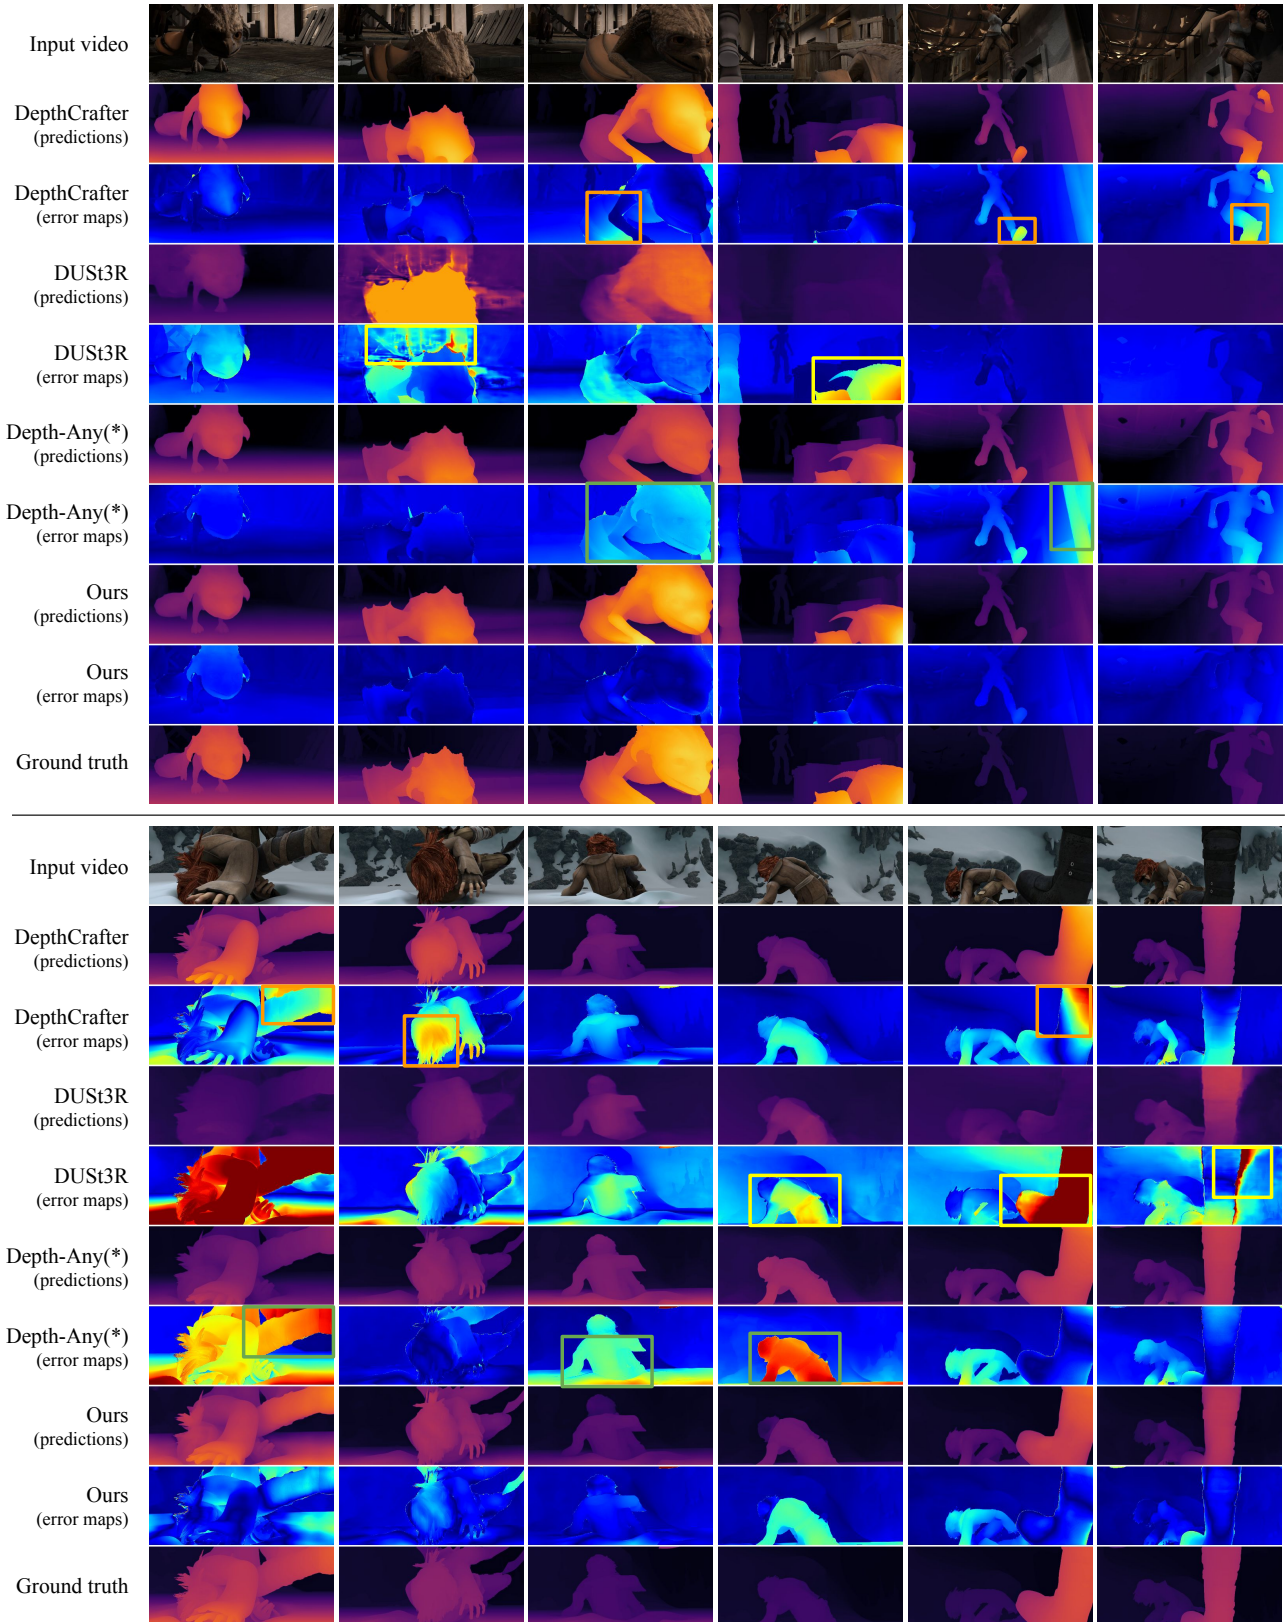 Input video
DepthCrafter
(predictions)
DepthCrafter
(error maps)
DUSt3R
(predictions)
DUSt3R
(error maps)
Depth-Any(*)
(predictions)
Depth-Any(*)
(error maps)
Ours
(predictions)
Ours
(error maps)
Ground truth
Input video
DepthCrafter
(predictions)
DepthCrafter
(error maps)
DUSt3R
(predictions)
DUSt3R
(error maps)
Depth-Any(*)
(predictions)
Depth-Any(*)
(error maps)
Ours
(predictions)
Ours
(error maps)
Ground truth